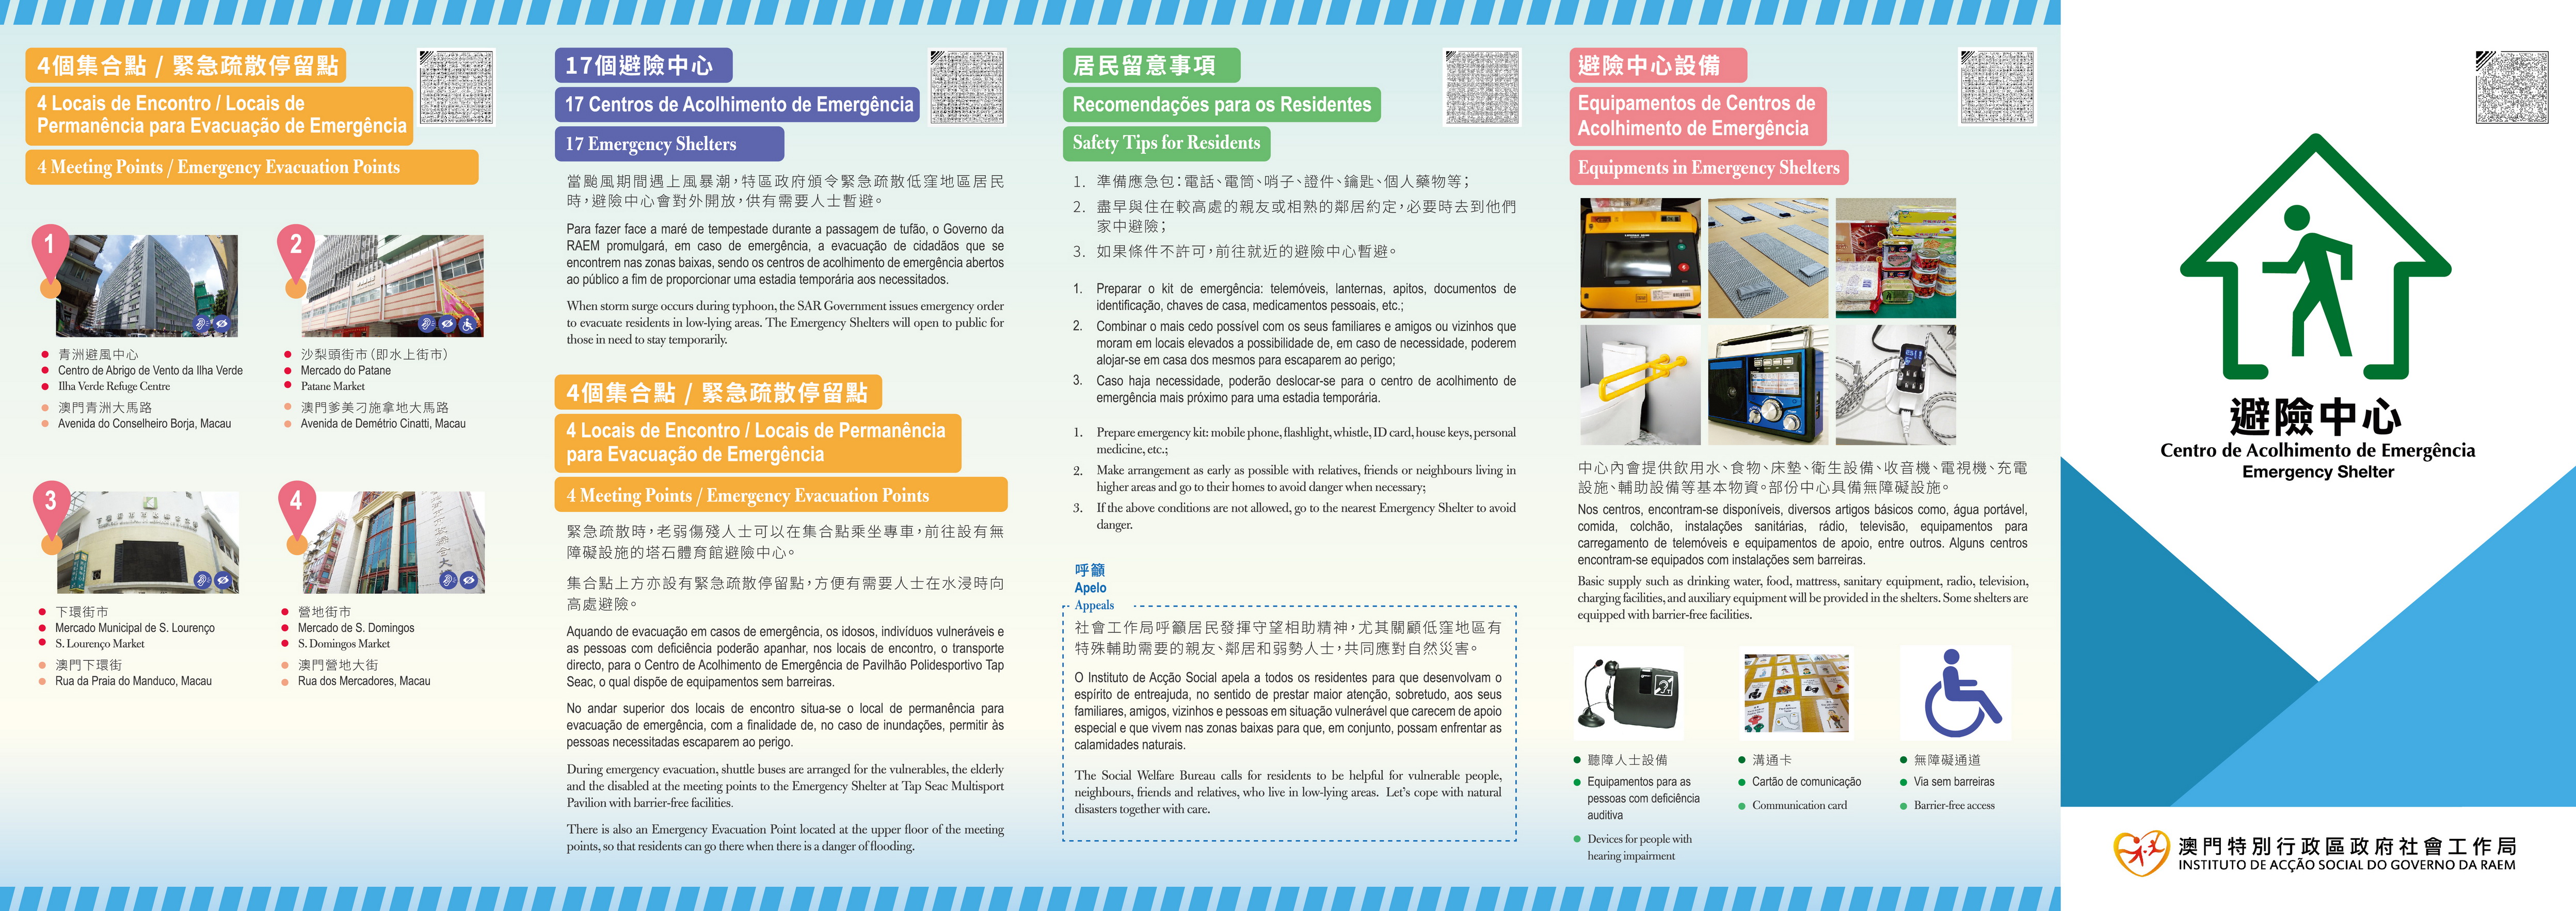 4個集合點 / 緊急疏散停留點
4 Locais de Encontro / Locais de
Permanência para Evacuação de Emergência
4 Meeting Points / Emergency Evacuation Points
1
青洲避風中心
Centro de Abrigo de Vento da Ilha Verde
Ilha Verde Refuge Centre
澳門青洲大馬路
Avenida do Conselheiro Borja, Macau
2
沙梨頭街市（即水上街市）
Mercado do Patane
Patane Market
澳門爹美刁施拿地大馬路
Avenida de Demétrio Cinatti, Macau
3
下環街市
Mercado Municipal de S. Lourenço
S. Lourenço Market
澳門下環街
Rua da Praia do Manduco, Macau
4
營地街市
Mercado de S. Domingos
S. Domingos Market
澳門營地大街
Rua dos Mercadores, Macau
17個避險中心
17 Centros de Acolhimento de Emergência
17 Emergency Shelters
當颱風期間遇上風暴潮，特區政府頒令緊急疏散低窪地區居民
時，避險中心會對外開放，供有需要人士暫避。
Para fazer face a maré de tempestade durante a passagem de tufão, o Governo da
RAEM promulgará, em caso de emergência, a evacuação de cidadãos que se
encontrem nas zonas baixas, sendo os centros de acolhimento de emergência abertos
ao público a fim de proporcionar uma estadia temporária aos necessitados.
When storm surge occurs during typhoon, the SAR Government issues emergency order
to evacuate residents in low-lying areas. The Emergency Shelters will open to public for
those in need to stay temporarily.
4個集合點 / 緊急疏散停留點
4 Locais de Encontro / Locais de Permanência
para Evacuação de Emergência
4 Meeting Points / Emergency Evacuation Points
緊急疏散時，老弱傷殘人士可以在集合點乘坐專車，前往設有無
障礙設施的塔石體育館避險中心。
集合點上方亦設有緊急疏散停留點，方便有需要人士在水浸時向
高處避險。
Aquando de evacuação em casos de emergência, os idosos, indivíduos vulneráveis e
as pessoas com deficiência poderão apanhar, nos locais de encontro, o transporte
directo, para o Centro de Acolhimento de Emergência de Pavilhão Polidesportivo Tap
Seac, o qual dispõe de equipamentos sem barreiras.
No andar superior dos locais de encontro situa-se o local de permanência para
evacuação de emergência, com a finalidade de, no caso de inundações, permitir às
pessoas necessitadas escaparem ao perigo.
During emergency evacuation, shuttle buses are arranged for the vulnerables, the elderly
and the disabled at the meeting points to the Emergency Shelter at Tap Seac Multisport
Pavilion with barrier-free facilities.
There is also an Emergency Evacuation Point located at the upper floor of the meeting
points, so that residents can go there when there is a danger of flooding.
居民留意事項
Recomendações para os Residentes
Safety Tips for Residents
1. 準備應急包：電話、電筒、哨子、證件、鑰匙、個人藥物等；
2. 盡早與住在較高處的親友或相熟的鄰居約定，必要時去到他們
家中避險；
3. 如果條件不許可，前往就近的避險中心暫避。
1. Preparar o kit de emergência: telemóveis, lanternas, apitos, documentos de
identificação, chaves de casa, medicamentos pessoais, etc.;
2. Combinar o mais cedo possível com os seus familiares e amigos ou vizinhos que
moram em locais elevados a possibilidade de, em caso de necessidade, poderem
alojar-se em casa dos mesmos para escaparem ao perigo;
3. Caso haja necessidade, poderão deslocar-se para o centro de acolhimento de
emergência mais próximo para uma estadia temporária.
1. Prepare emergency kit: mobile phone, flashlight, whistle, ID card, house keys, personal
medicine, etc.;
2. Make arrangement as early as possible with relatives, friends or neighbours living in
higher areas and go to their homes to avoid danger when necessary;
3. If the above conditions are not allowed, go to the nearest Emergency Shelter to avoid
danger.
呼籲
Apelo
Appeals
社會工作局呼籲居民發揮守望相助精神，尤其關顧低窪地區有
特殊輔助需要的親友、鄰居和弱勢人士，共同應對自然災害。
O Instituto de Acção Social apela a todos os residentes para que desenvolvam o
espírito de entreajuda, no sentido de prestar maior atenção, sobretudo, aos seus
familiares, amigos, vizinhos e pessoas em situação vulnerável que carecem de apoio
especial e que vivem nas zonas baixas para que, em conjunto, possam enfrentar as
calamidades naturais.
The Social Welfare Bureau calls for residents to be helpful for vulnerable people,
neighbours, friends and relatives, who live in low-lying areas. Let's cope with natural
disasters together with care.
避險中心設備
Equipamentos de Centros de
Acolhimento de Emergência
Equipments in Emergency Shelters
中心內會提供飲用水、食物、床墊、衛生設備、收音機、電視機、充電
設施、輔助設備等基本物資。部份中心具備無障礙設施。
Nos centros, encontram-se disponíveis, diversos artigos básicos como, água portável,
comida, colchão, instalações sanitárias, rádio, televisão, equipamentos para
carregamento de telemóveis e equipamentos de apoio, entre outros. Alguns centros
encontram-se equipados com instalações sem barreiras.
Basic supply such as drinking water, food, mattress, sanitary equipment, radio, television,
charging facilities, and auxiliary equipment will be provided in the shelters. Some shelters are
equipped with barrier-free facilities.
聽障人士設備
Equipamentos para as
pessoas com deficiência
auditiva
Devices for people with
hearing impairment
溝通卡
Cartão de comunicação
Communication card
無障礙通道
Via sem barreiras
Barrier-free access
避險中心
Centro de Acolhimento de Emergência
Emergency Shelter
澳門特別行政區政府社會工作局
INSTITUTO DE ACÇÃO SOCIAL DO GOVERNO DA RAEM